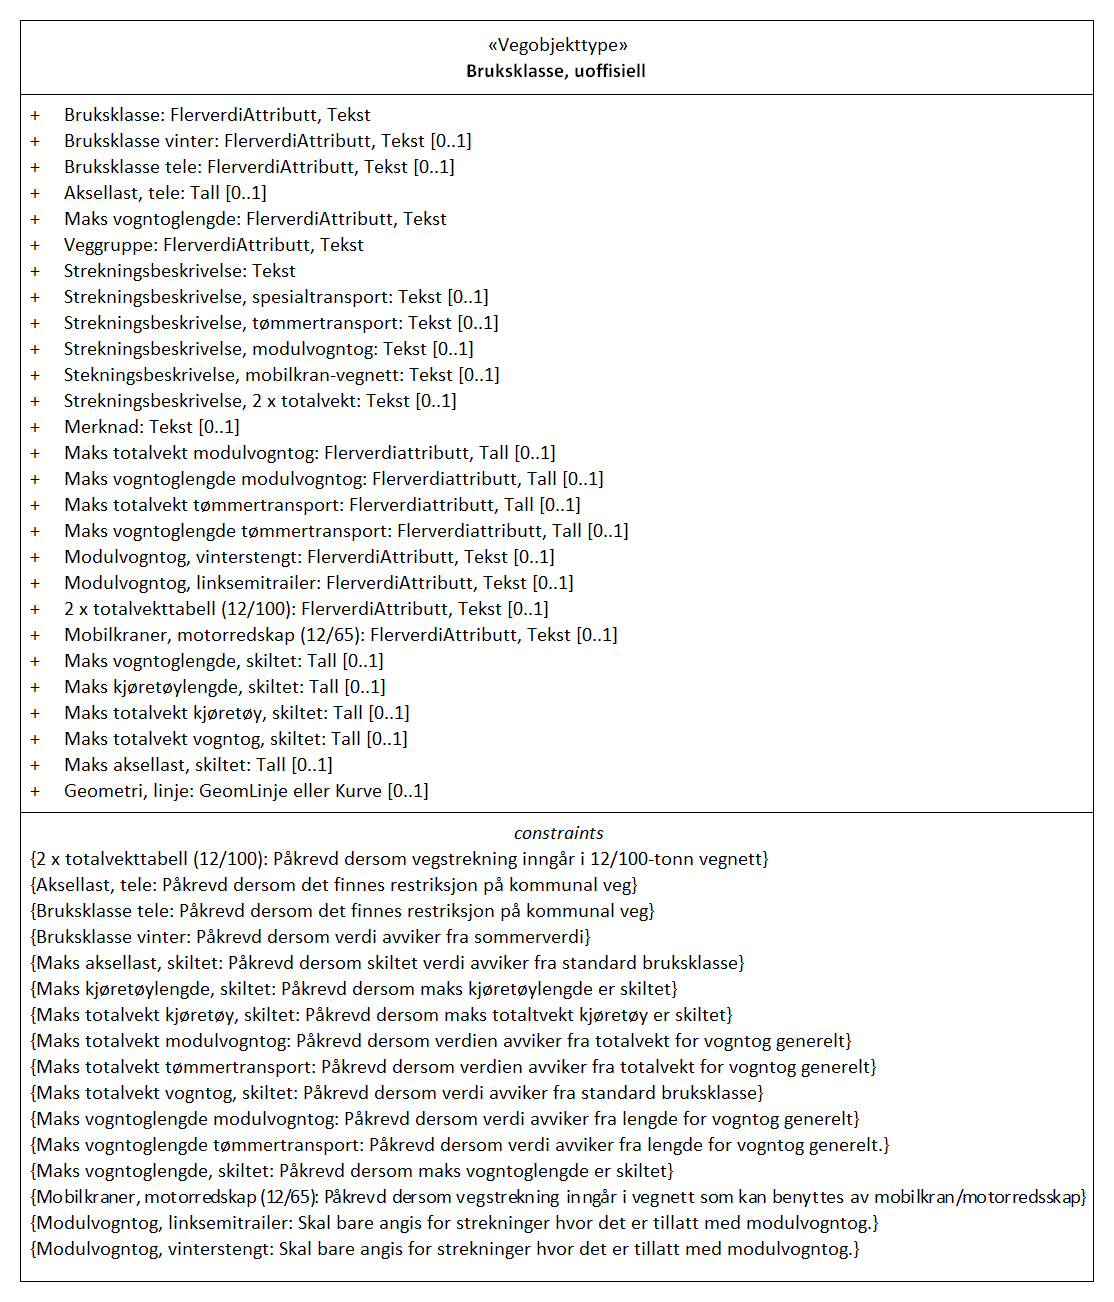 «Vegobjekttype»
Bruksklasse, uoffisiell
+ Bruksklasse: FlerverdiAttributt, Tekst
+ Bruksklasse vinter: FlerverdiAttributt, Tekst [0..1]
+ Bruksklasse tele: FlerverdiAttributt, Tekst [0..1]
+ Aksellast, tele: Tall [0..1]
+ Maks vogntoglengde: FlerverdiAttributt, Tekst
+ Veggruppe: FlerverdiAttributt, Tekst
+ Strekningsbeskrivelse: Tekst
+ Strekningsbeskrivelse, spesialtransport: Tekst [0..1]
+ Strekningsbeskrivelse, tømmertransport: Tekst [0..1]
+ Strekningsbeskrivelse, modulvogntog: Tekst [0..1]
+ Stekningsbeskrivelse, mobilkran-vegnett: Tekst [0..1]
+ Strekningsbeskrivelse, 2 x totalvekt: Tekst [0..1]
+ Merknad: Tekst [0..1]
+ Maks totalvekt modulvogntog: Flerverdiattributt, Tall [0..1]
+ Maks vogntoglengde modulvogntog: Flerverdiattributt, Tall [0..1]
+ Maks totalvekt tømmertransport: Flerverdiattributt, Tall [0..1]
+ Maks vogntoglengde tømmertransport: Flerverdiattributt, Tall [0..1]
+ Modulvogntog, vinterstengt: FlerverdiAttributt, Tekst [0..1]
+ Modulvogntog, linksemitrailer: FlerverdiAttributt, Tekst [0..1]
+ 2 x totalvekttabell (12/100): FlerverdiAttributt, Tekst [0..1]
+ Mobilkraner, motorredskap (12/65): FlerverdiAttributt, Tekst [0..1]
+ Maks vogntoglengde, skiltet: Tall [0..1]
+ Maks kjøretøylengde, skiltet: Tall [0..1]
+ Maks totalvekt kjøretøy, skiltet: Tall [0..1]
+ Maks totalvekt vogntog, skiltet: Tall [0..1]
+ Maks aksellast, skiltet: Tall [0..1]
+ Geometri, linje: GeomLinje eller Kurve [0..1]
constraints
{2 x totalvekttabell (12/100): Påkrevd dersom vegstrekning inngår i 12/100-tonn vegnett}
{Aksellast, tele: Påkrevd dersom det finnes restriksjon på kommunal veg}
{Bruksklasse tele: Påkrevd dersom det finnes restriksjon på kommunal veg}
{Bruksklasse vinter: Påkrevd dersom verdi avviker fra sommerverdi}
{Maks aksellast, skiltet: Påkrevd dersom skiltet verdi avviker fra standard bruksklasse}
{Maks kjøretøylengde, skiltet: Påkrevd dersom maks kjøretøylengde er skiltet}
{Maks totalvekt kjøretøy, skiltet: Påkrevd dersom maks totaltvekt kjøretøy er skiltet}
{Maks totalvekt modulvogntog: Påkrevd dersom verdien avviker fra totalvekt for vogntog generelt}
{Maks totalvekt tømmertransport: Påkrevd dersom verdien avviker fra totalvekt for vogntog generelt}
{Maks totalvekt vogntog, skiltet: Påkrevd dersom verdi avviker fra standard bruksklasse}
{Maks vogntoglengde modulvogntog: Påkrevd dersom verdi avviker fra lengde for vogntog generelt}
{Maks vogntoglengde tømmertransport: Påkrevd dersom verdi avviker fra lengde for vogntog generelt.}
{Maks vogntoglengde, skiltet: Påkrevd dersom maks vogntoglengde er skiltet}
{Mobilkraner, motorredskap (12/65): Påkrevd dersom vegstrekning inngår i vegnett som kan benyttes av mobilkran/motorredsskap}
{Modulvogntog, linksemitrailer: Skal bare angis for strekninger hvor det er tillatt med modulvogntog.}
{Modulvogntog, vinterstengt: Skal bare angis for strekninger hvor det er tillatt med modulvogntog.}